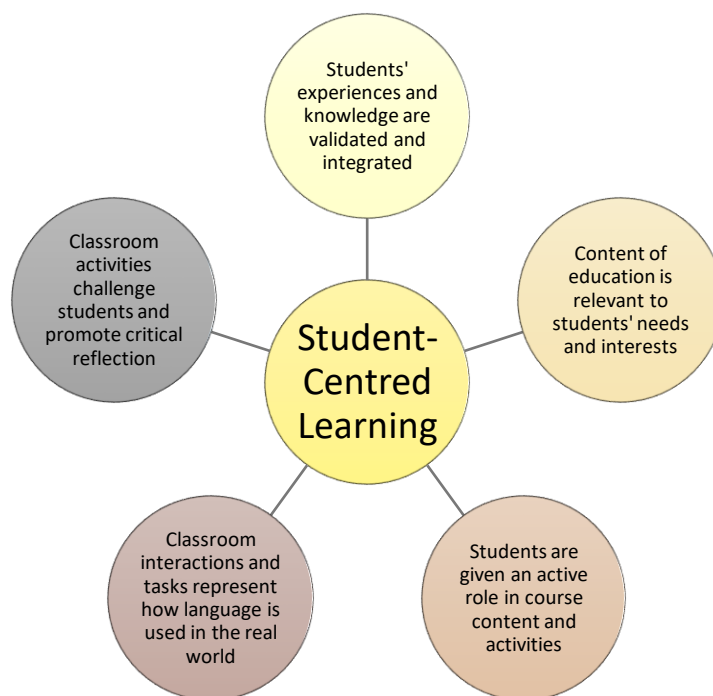 Students'
experiences and
knowledge are
validated and
integrated
Content of
education is
relevant to
students' needs
and interests
Students are
given an active
role in course
content and
activities
Classroom
interactions and
tasks represent
how language is
used in the real
world
Classroom
activities
challenge
students and
promote critical
reflection
Student-
Centred
Learning